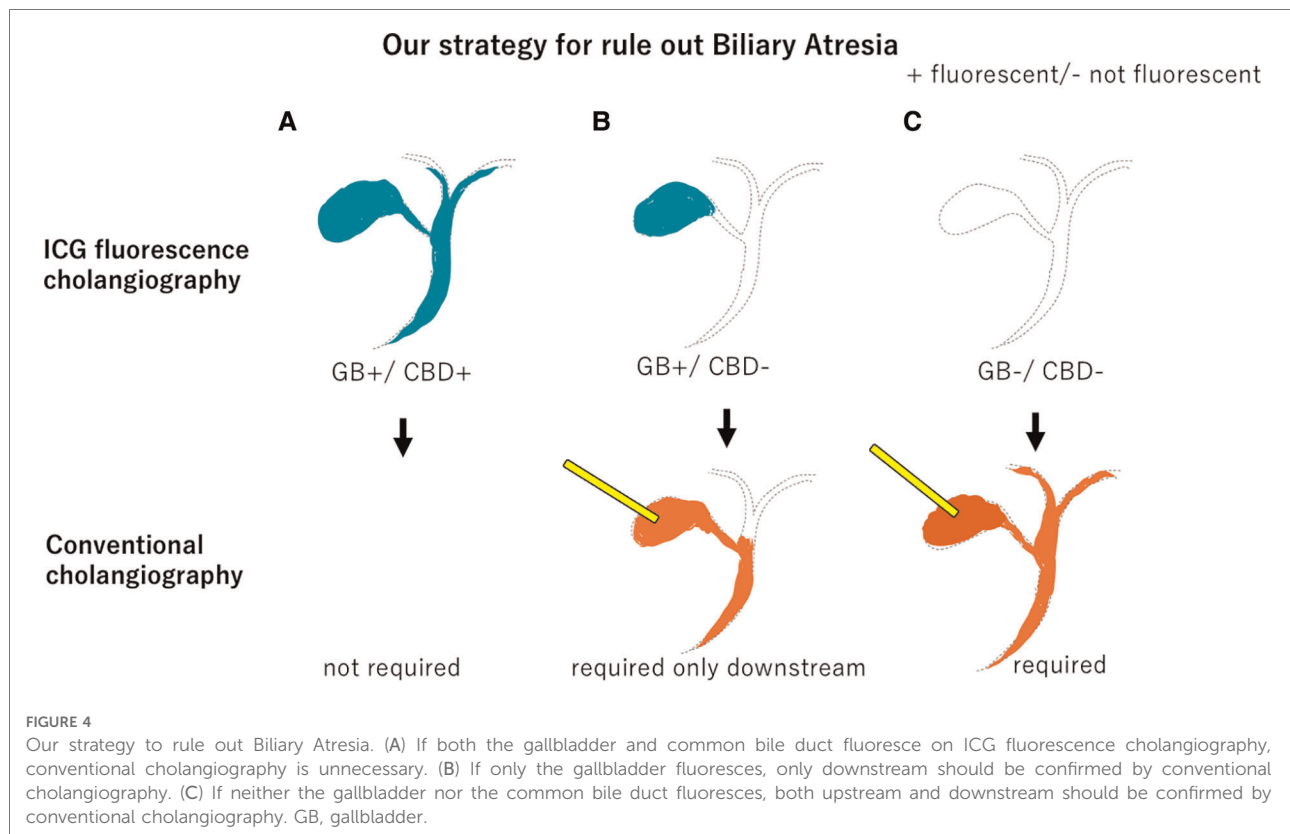 Our strategy for rule out Biliary Atresia
+ fluorescent/- not fluorescent
A
B
C
ICG fluorescence
cholangiography
GB+/ CBD+
GB+/ CBD-
GB-/ CBD-
Conventional
cholangiography
not required
required only downstream
required
FIGURE 4
Our strategy to rule out Biliary Atresia. (A) If both the gallbladder and common bile duct fluoresce on ICG fluorescence cholangiography,
conventional cholangiography is unnecessary. (B) If only the gallbladder fluoresces, only downstream should be confirmed by conventional
cholangiography. (C) If neither the gallbladder nor the common bile duct fluoresces, both upstream and downstream should be confirmed by
conventional cholangiography. GB, gallbladder.